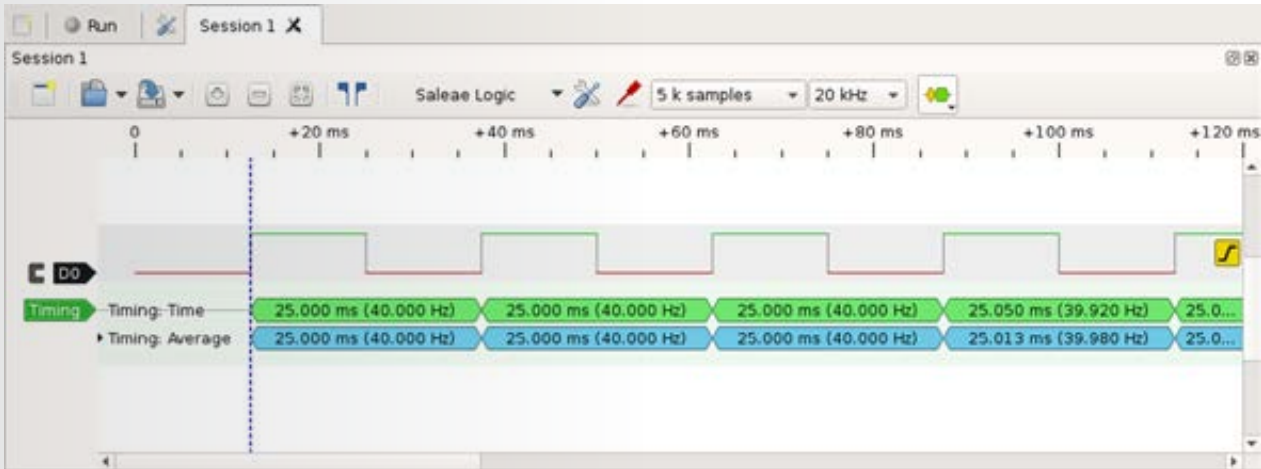 Run Session 1 X
Session 1
Saleae Logic 5 k samples 20 kHz
0 +20 ms +40 ms +60 ms +80 ms +100 ms +120 ms
D0
Timing Timing: Time 25.000 ms (40.000 Hz) 25.000 ms (40.000 Hz) 25.000 ms (40.000 Hz) 25.050 ms (39.920 Hz) 25.0...
Timing: Average 25.000 ms (40.000 Hz) 25.000 ms (40.000 Hz) 25.000 ms (40.000 Hz) 25.013 ms (39.980 Hz) 25.0...